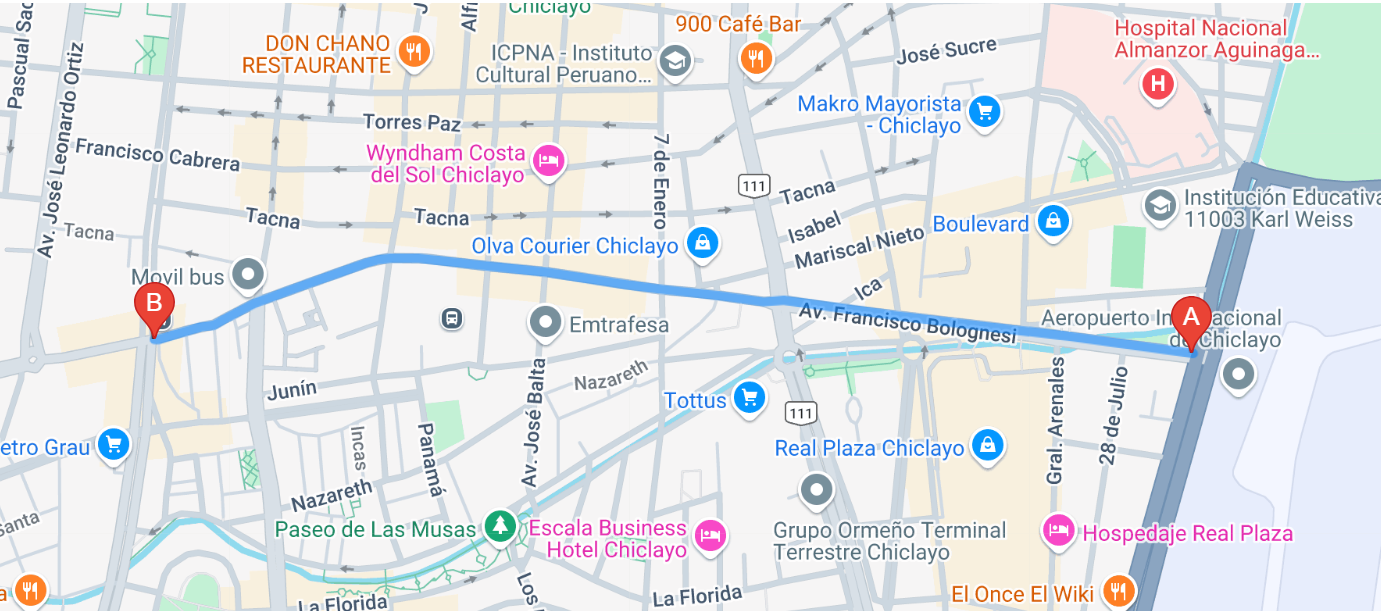 Chiclayo
900 Café Bar
Hospital Nacional
Almanzor Aguinaga...
H
DON CHANO
RESTAURANTE
ICPNA - Instituto
Cultural Peruano...
José Sucre
Pascual Sac
Av. José Leonardo Ortiz
Alf
Makro Mayorista
- Chiclayo
Torres Paz
Francisco Cabrera
Wyndham Costa
del Sol Chiclayo
7 de Enero
111
Tacna
Institución Educativa
11003 Karl Weiss
Tacna
Tacna
Tacna
Isabel
Boulevard
Olva Courier Chiclayo
Mariscal Nieto
Movil bus
Ica
B
A
Av. Francisco Bolognesi
Aeropuerto In nacional
de Chiclayo
Emtrafesa
Junín
Nazareth
Av. José Balta
Tottus
111
Gral. Arenales
28 de Julio
etro Grau
Incas
Panamá
Real Plaza Chiclayo
Nazareth
anta
Paseo de Las Musas
Escala Business
Hotel Chiclayo
Grupo Ormeño Terminal
Terrestre Chiclayo
Hospedaje Real Plaza
a
La Florida
Los
La Florida
El Once El Wiki